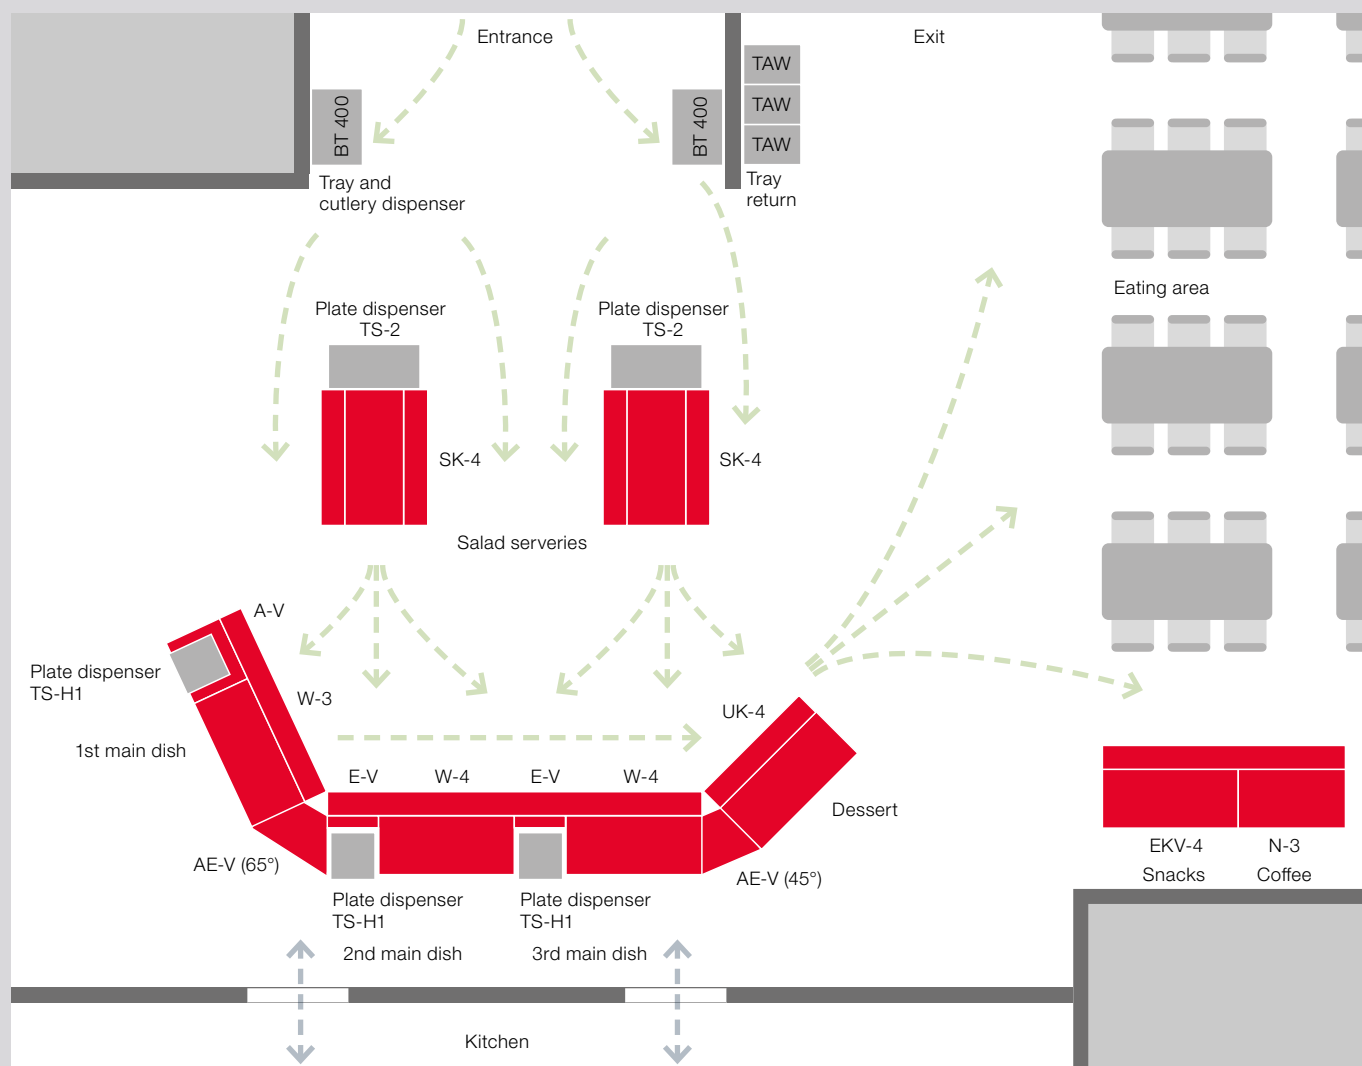 Entrance
Exit
BT 400
BT 400
TAW
TAW
TAW
Tray and
cutlery dispenser
Tray
return
Eating area
Plate dispenser
TS-2
Plate dispenser
TS-2
SK-4
SK-4
Salad serveries
A-V
Plate dispenser
TS-H1
W-3
1st main dish
UK-4
E-V
W-4
E-V
W-4
Dessert
AE-V (65°)
AE-V (45°)
EKV-4
Snacks
N-3
Coffee
Plate dispenser
TS-H1
2nd main dish
Plate dispenser
TS-H1
3rd main dish
Kitchen